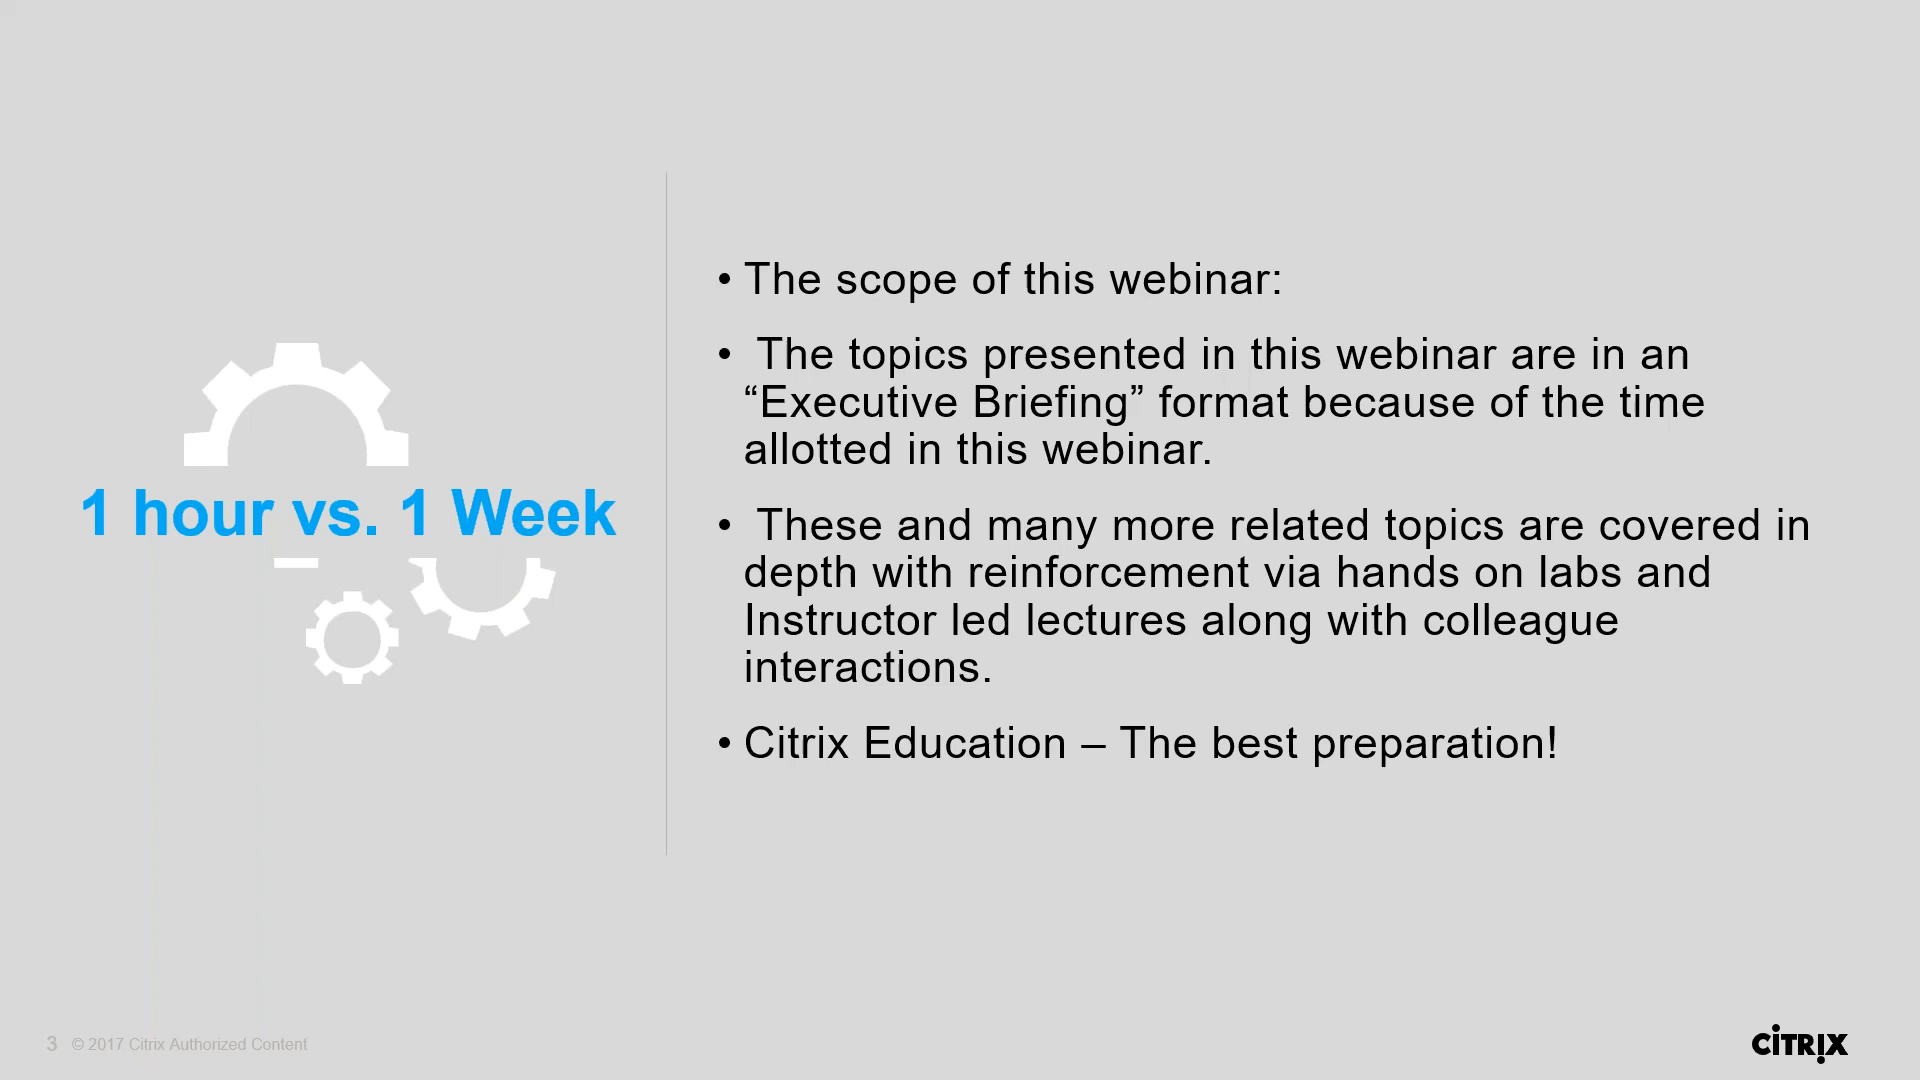 1 hour vs. 1 Week
• The scope of this webinar:
• The topics presented in this webinar are in an
“Executive Briefing” format because of the time
allotted in this webinar.
• These and many more related topics are covered in
depth with reinforcement via hands on labs and
Instructor led lectures along with colleague
interactions.
• Citrix Education – The best preparation!
3 © 2017 Citrix Authorized Content
CiTRIX